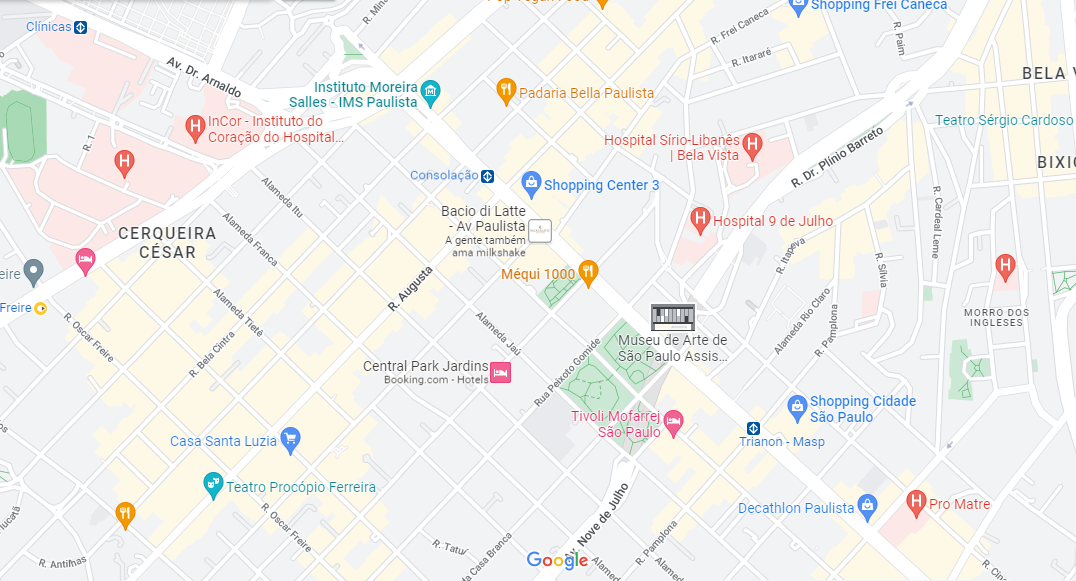 Shopping Frei Caneca
Clínicas
R. Frei Caneca
R. Paim
R. Itararé
Av. Dr. Arnaldo
BELA V
Instituto Moreira
Salles - IMS Paulista
Padaria Bella Paulista
InCor - Instituto do
Coração do Hospital...
Teatro Sérgio Cardoso
R. 1
Hospital Sírio-Libanês
| Bela Vista
R. Dr. Plínio Barreto
BIXI
Consolação
Shopping Center 3
Alameda Itu
Bacio di Latte
- Av Paulista
A gente também
ama milkshake
Hospital 9 de Julho
R. Cardeal Leme
CERQUEIRA
CÉSAR
Alameda Franca
R. Itapeva
R. Sílvia
eire
Méqui 1000
R. Augusta
Freire
Alameda Tietê
Alameda Rio Claro
R. Pamplona
MORRO DOS
INGLESES
R. Oscar Freire
R. Bela Cintra
Alameda Jaú
Rua Peixoto Gomide
Museu de Arte de
São Paulo Assis...
Central Park Jardins
Booking.com - Hotels
Shopping Cidade
São Paulo
Tivoli Mofarrej
São Paulo
Trianon - Masp
Casa Santa Luzia
Teatro Procópio Ferreira
Av. Nove de Julho
Decathlon Paulista
Pro Matre
R. Oscar Freire
R. Pamplona
R. Tatuí
da Casa Branca
Google
R. Antilhas
Alamed
R. Cinc